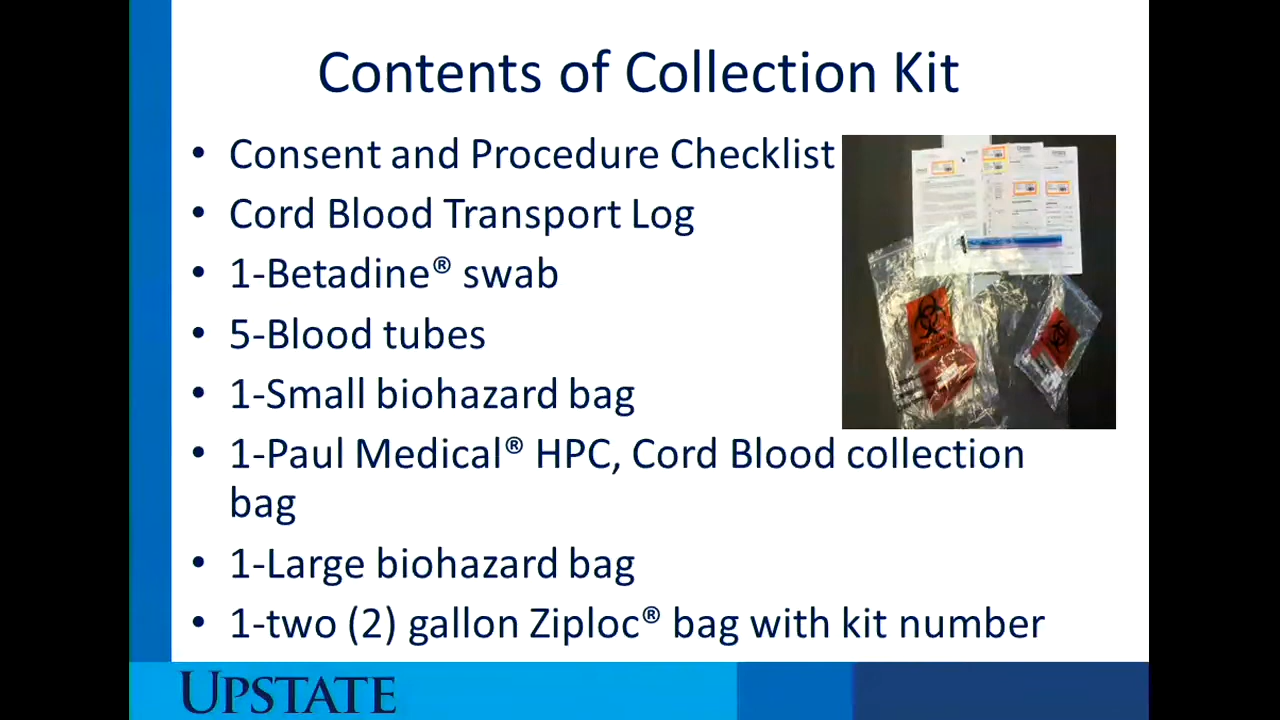 Contents of Collection Kit
• Consent and Procedure Checklist
• Cord Blood Transport Log
• 1-Betadine® swab
• 5-Blood tubes
• 1-Small biohazard bag
• 1-Paul Medical® HPC, Cord Blood collection
bag
• 1-Large biohazard bag
• 1-two (2) gallon Ziploc® bag with kit number
UPSTATE